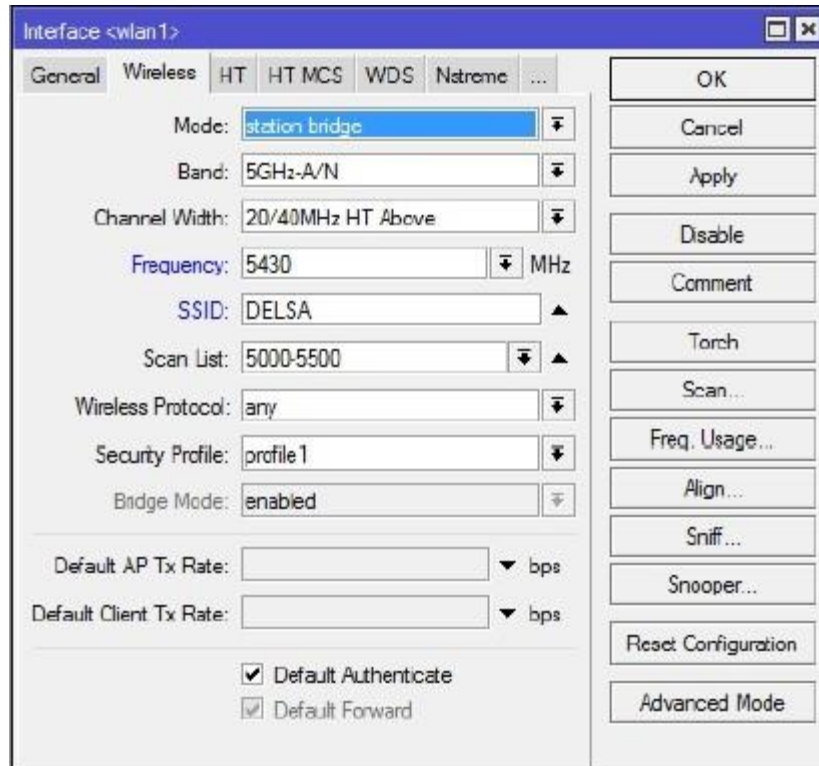 Interface <wlan1>
General Wireless HT HT MCS WDS Nstreme ...
Mode: station bridge
Band: 5GHz-A/N
Channel Width: 20/40MHz HT Above
Frequency: 5430 MHz
SSID: DELSA
Scan List: 5000-5500
Wireless Protocol: any
Security Profile: profile1
Bridge Mode: enabled
Default AP Tx Rate: bps
Default Client Tx Rate: bps
Default Authenticate
Default Forward
OK
Cancel
Apply
Disable
Comment
Torch
Scan...
Freq. Usage...
Align...
Sniff...
Snooper...
Reset Configuration
Advanced Mode